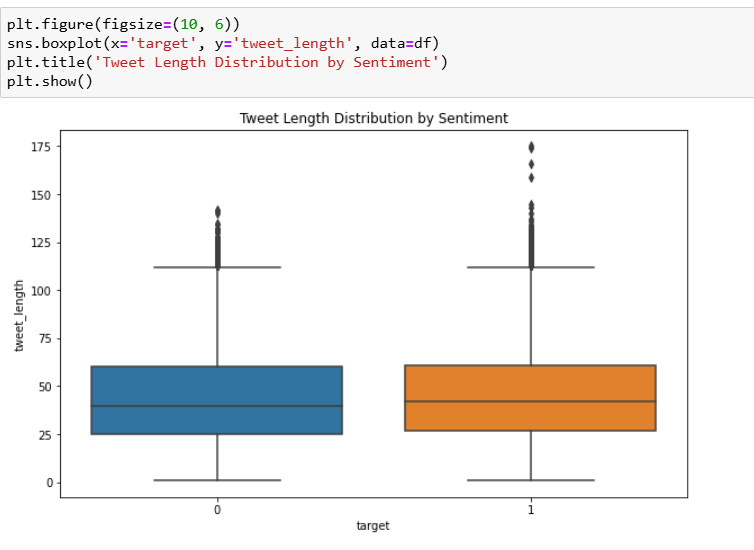 plt.figure(figsize=(10, 6))
sns.boxplot(x='target', y='tweet_length', data=df)
plt.title('Tweet Length Distribution by Sentiment')
plt.show()
Tweet Length Distribution by Sentiment
175
150
125
100
75
50
25
0
tweet_length
0
1
target